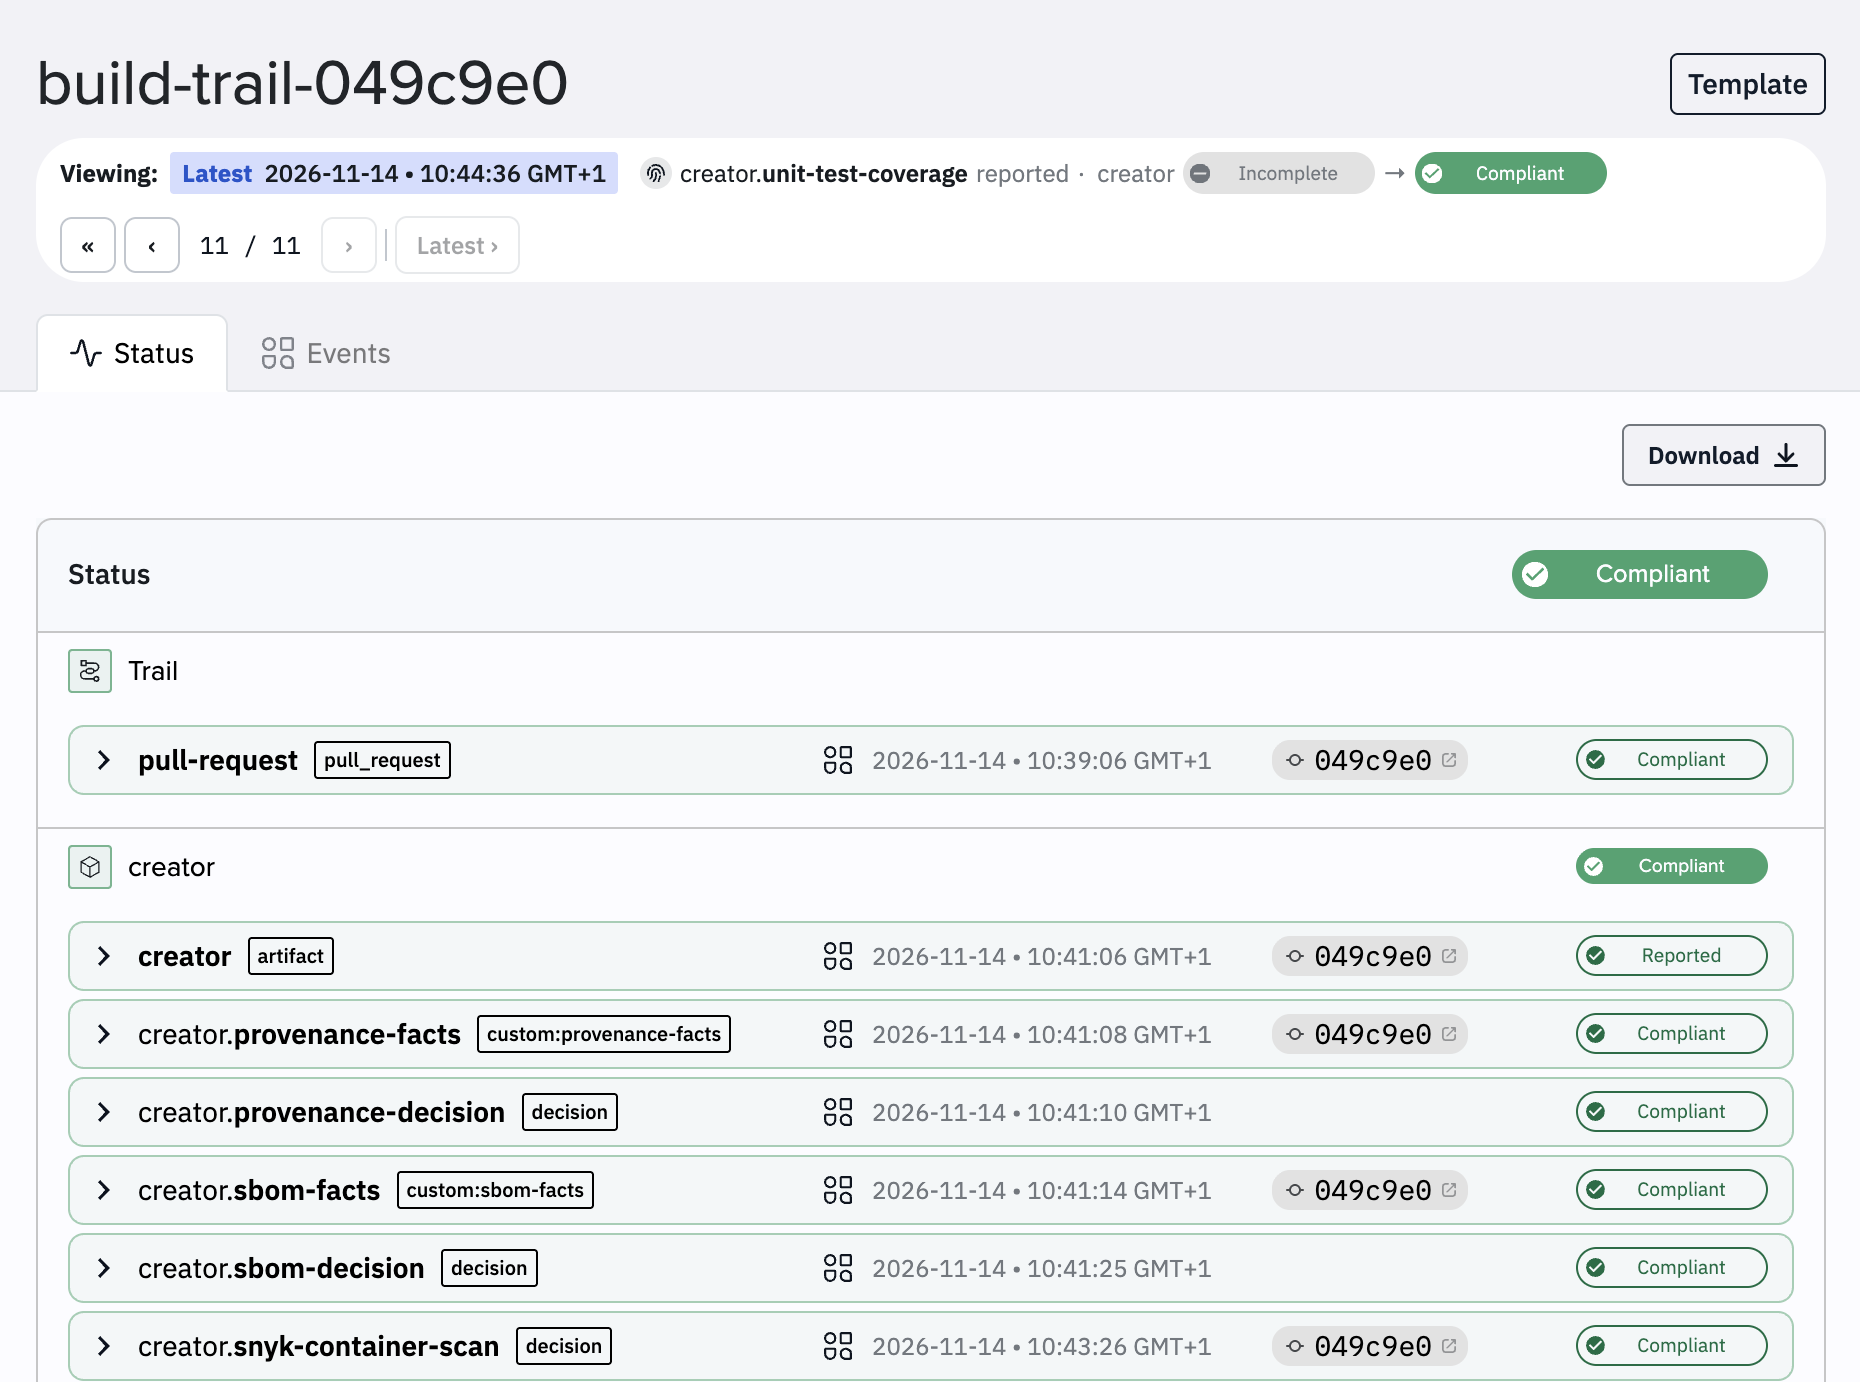 build-trail-049c9e0
Template
Viewing: Latest 2026-11-14 • 10:44:36 GMT+1 creator.unit-test-coverage reported · creator Incomplete → Compliant
« ‹ 11 / 11 › Latest ›
Status Events
Download
Status Compliant
Trail
pull-request pull_request 2026-11-14 • 10:39:06 GMT+1 049c9e0 Compliant
creator Compliant
creator artifact 2026-11-14 • 10:41:06 GMT+1 049c9e0 Reported
creator.provenance-facts custom:provenance-facts 2026-11-14 • 10:41:08 GMT+1 049c9e0 Compliant
creator.provenance-decision decision 2026-11-14 • 10:41:10 GMT+1 Compliant
creator.sbom-facts custom:sbom-facts 2026-11-14 • 10:41:14 GMT+1 049c9e0 Compliant
creator.sbom-decision decision 2026-11-14 • 10:41:25 GMT+1 Compliant
creator.snyk-container-scan decision 2026-11-14 • 10:43:26 GMT+1 049c9e0 Compliant